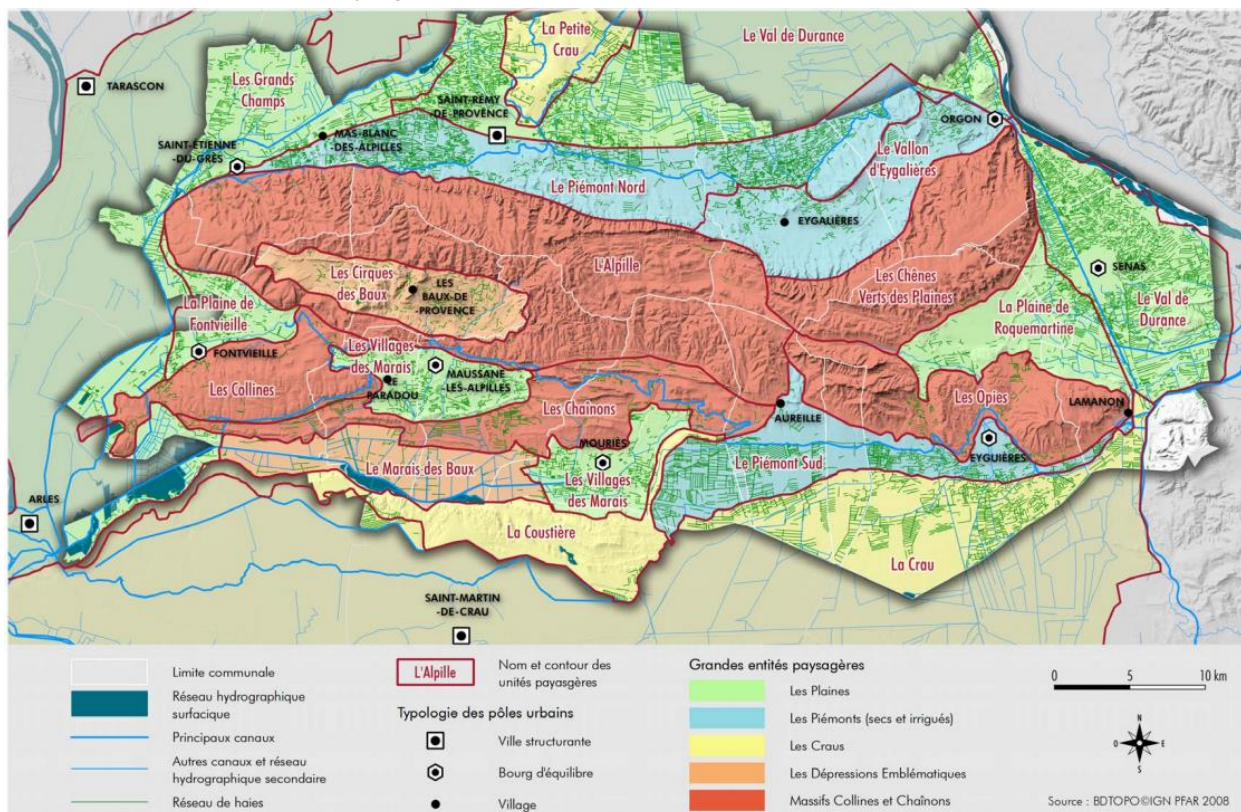 La Petite
Crau
Le Val de Durance
Les Grands
Champs
TARASCON
SAINT-REMY
-DE-PROVENCE
ORGON
MAS-BLANC
-DES-ALPILLES
SAINT-ÉTIENNE
-DU-GRÈS
Le Vallon
d'Eygalières
Le Piémont Nord
EYGALIÈRES
L'Alpille
SENAS
Les Cirques
des Baux
LES
BAUX-DE
-PROVENCE
Les Chênes
Verts des Plaines
La Plaine de
Fontvieille
La Plaine de
Roquemartine
Le Val de
Durance
FONTVIEILLE
Les Villages
des Marais
MAUSSANE
-LES-ALPILLES
LE
PARADOU
Les Collines
Les Opies
LAMANON
AUREILLE
Les Chaînons
MOURIÈS
EYGUIÈRES
Le Marais des Baux
Le Piémont Sud
Les Villages
des Marais
ARLES
La Coustière
La Crau
SAINT-MARTIN
-DE-CRAU
Limite communale
Réseau hydrographique
surfacique
Principaux canaux
Autres canaux et réseau
hydrographique secondaire
Réseau de haies
L'Alpille
Nom et contour des
unités payasgères
Typologie des pôles urbains
Ville structurante
Bourg d'équilibre
Village
Grandes entités paysagères
Les Plaines
Les Piémonts (secs et irrigués)
Les Craus
Les Dépressions Emblématiques
Massifs Collines et Chaînons
0 5 10 km
N
O E
S
Source : BDTOPO©IGN PFAR 2008